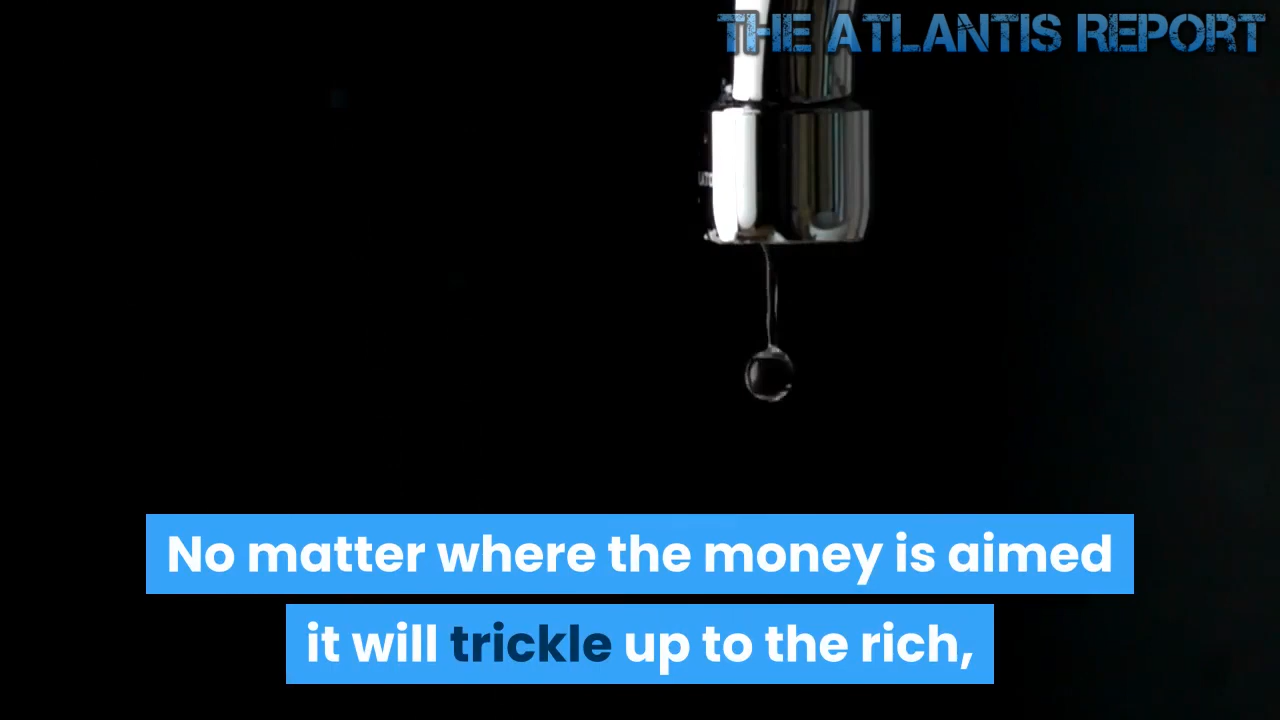 THE ATLANTIS REPORT
No matter where the money is aimed
it will trickle up to the rich,